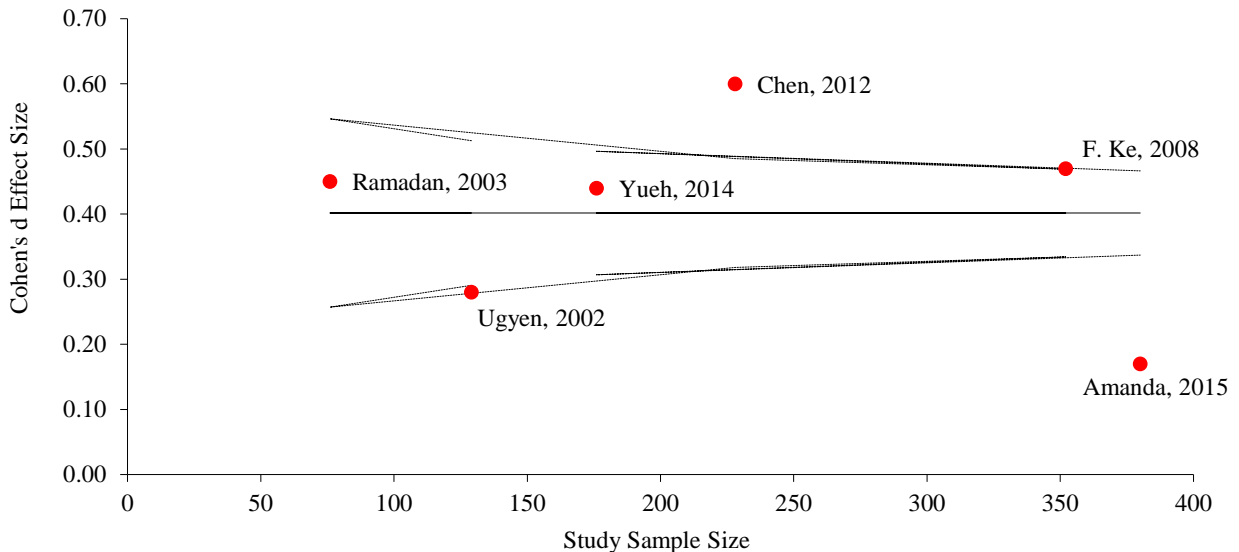 0.70
0.60
0.50
0.40
0.30
0.20
0.10
0.00
Cohen's d Effect Size
Chen, 2012
F. Ke, 2008
Ramadan, 2003
Yueh, 2014
Ugyen, 2002
Amanda, 2015
0 50 100 150 200 250 300 350 400
Study Sample Size